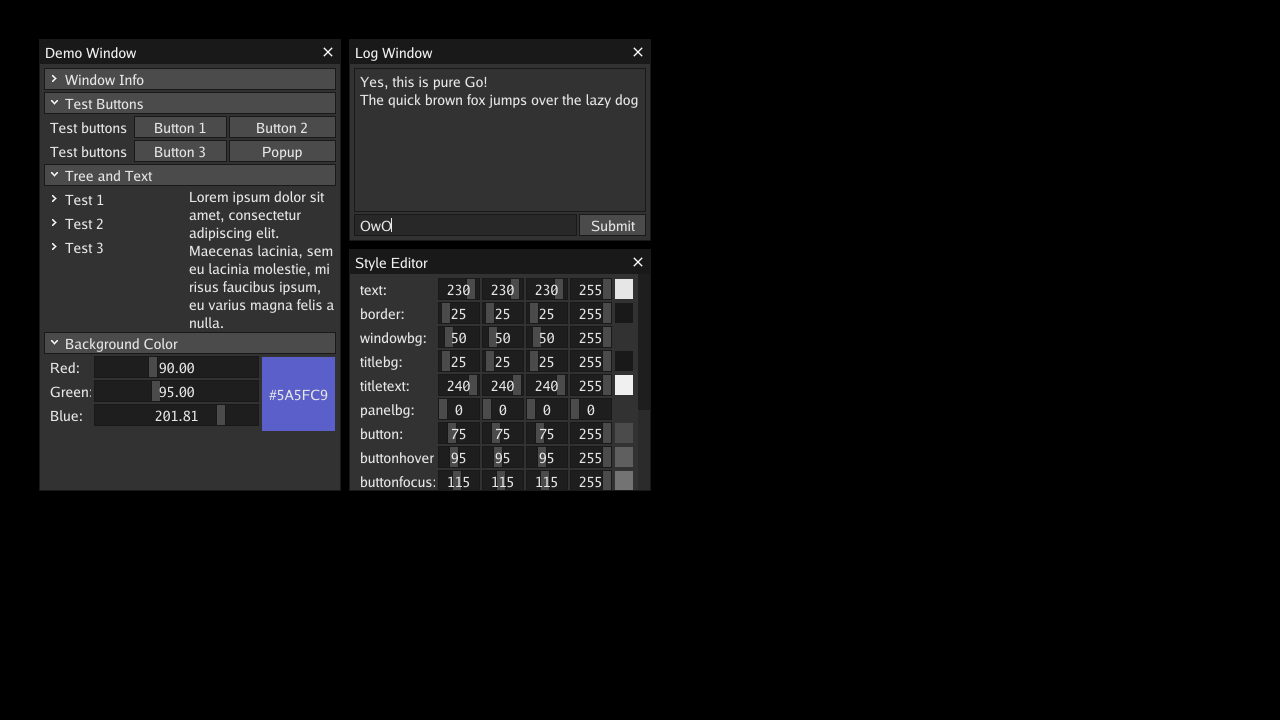 Demo Window
Window Info
Test Buttons
Test buttons Button 1 Button 2
Test buttons Button 3 Popup
Tree and Text
Test 1
Test 2
Test 3
Lorem ipsum dolor sit
amet, consectetur
adipiscing elit.
Maecenas lacinia, sem
eu lacinia molestie, mi
risus faucibus ipsum,
eu varius magna felis a
nulla.
Background Color
Red: 90.00
Green: 95.00
Blue: 201.81
#5A5FC9
Log Window
Yes, this is pure Go!
The quick brown fox jumps over the lazy dog
OwO Submit
Style Editor
text: 230 230 230 255
border: 25 25 25 255
windowbg: 50 50 50 255
titlebg: 25 25 25 255
titletext: 240 240 240 255
panelbg: 0 0 0 0
button: 75 75 75 255
buttonhover 95 95 95 255
buttonfocus: 115 115 115 255